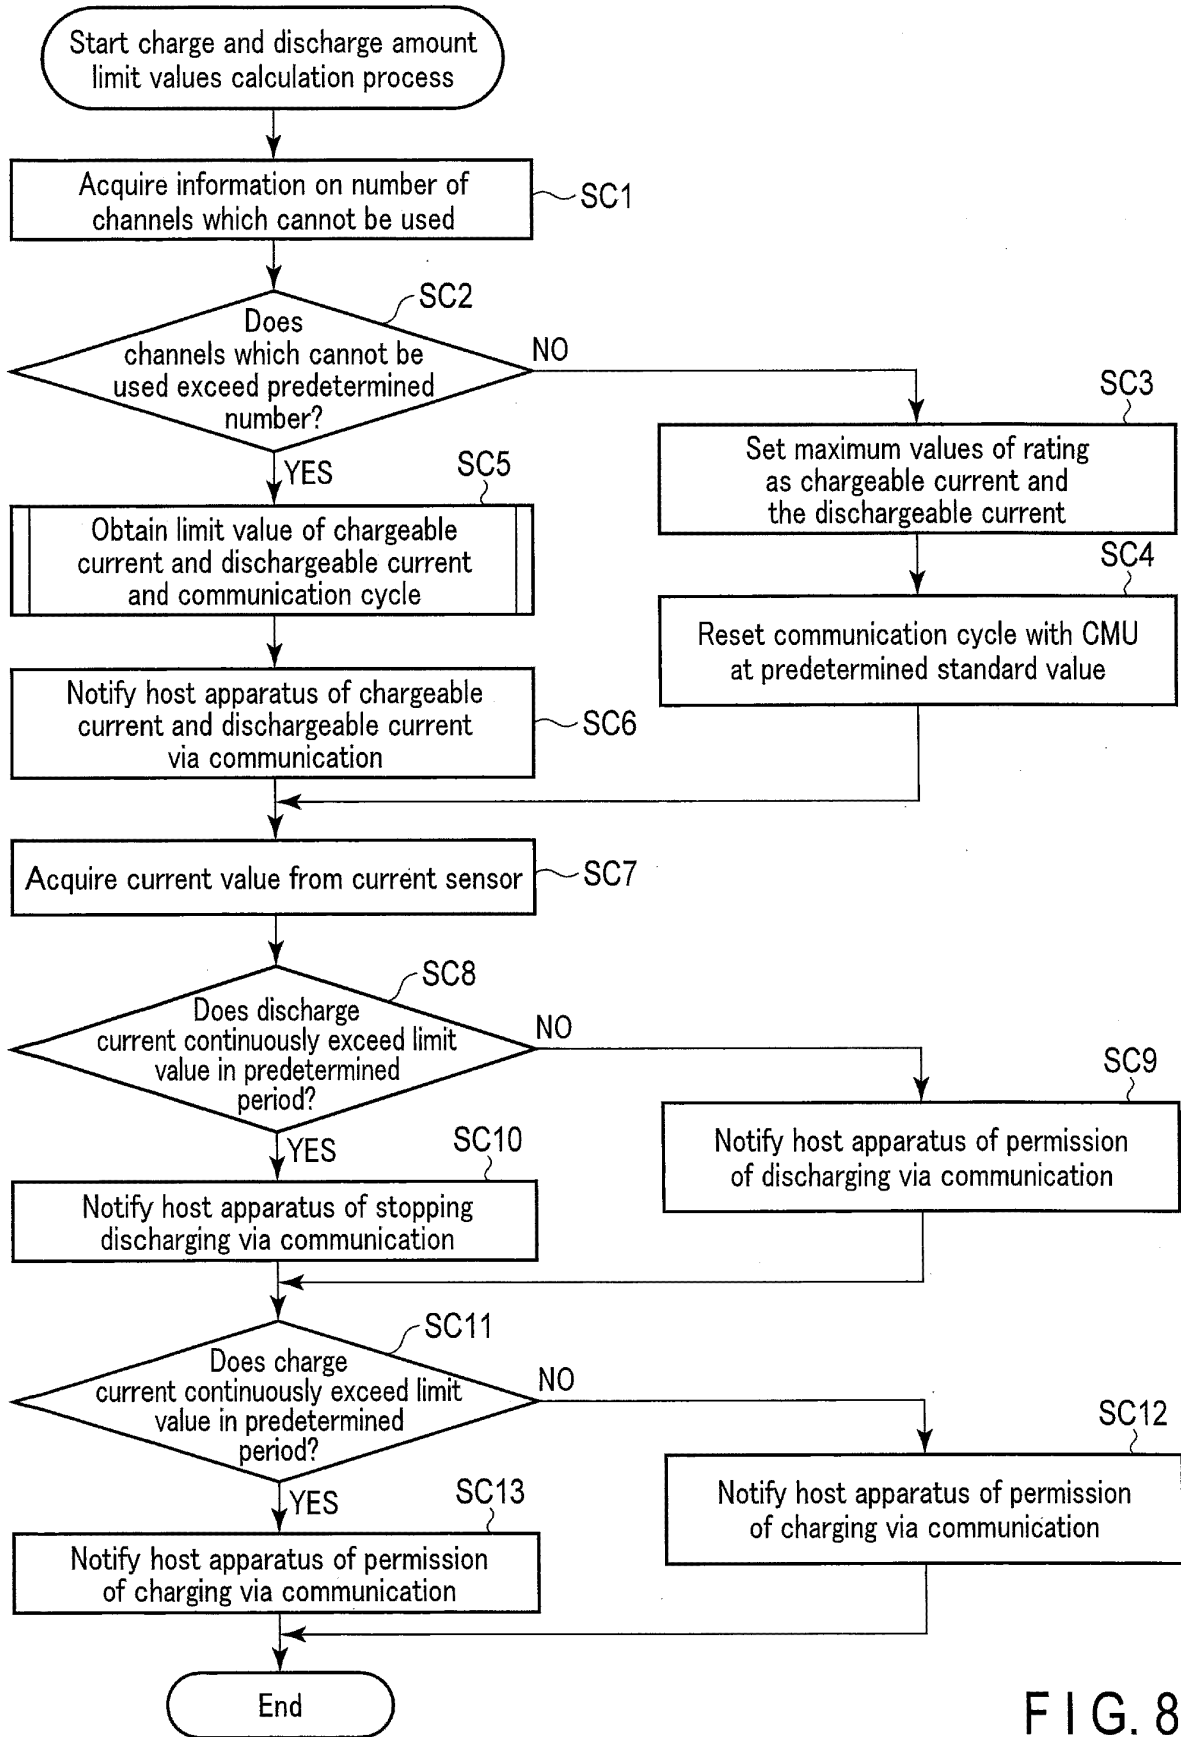 Start charge and discharge amount
limit values calculation process
Acquire information on number of
channels which cannot be used
SC1
SC2
Does
channels which cannot be
used exceed predetermined
number?
NO
YES
SC3
Set maximum values of rating
as chargeable current and
the dischargeable current
SC5
Obtain limit value of chargeable
current and dischargeable current
and communication cycle
SC4
Reset communication cycle with CMU
at predetermined standard value
Notify host apparatus of chargeable
current and dischargeable current
via communication
SC6
Acquire current value from current sensor
SC7
SC8
Does discharge
current continuously exceed limit
value in predetermined
period?
NO
YES
SC9
Notify host apparatus of permission
of discharging via communication
SC10
Notify host apparatus of stopping
discharging via communication
SC11
Does charge
current continuously exceed limit
value in predetermined
period?
NO
YES
SC12
Notify host apparatus of permission
of charging via communication
SC13
Notify host apparatus of permission
of charging via communication
End
FIG. 8